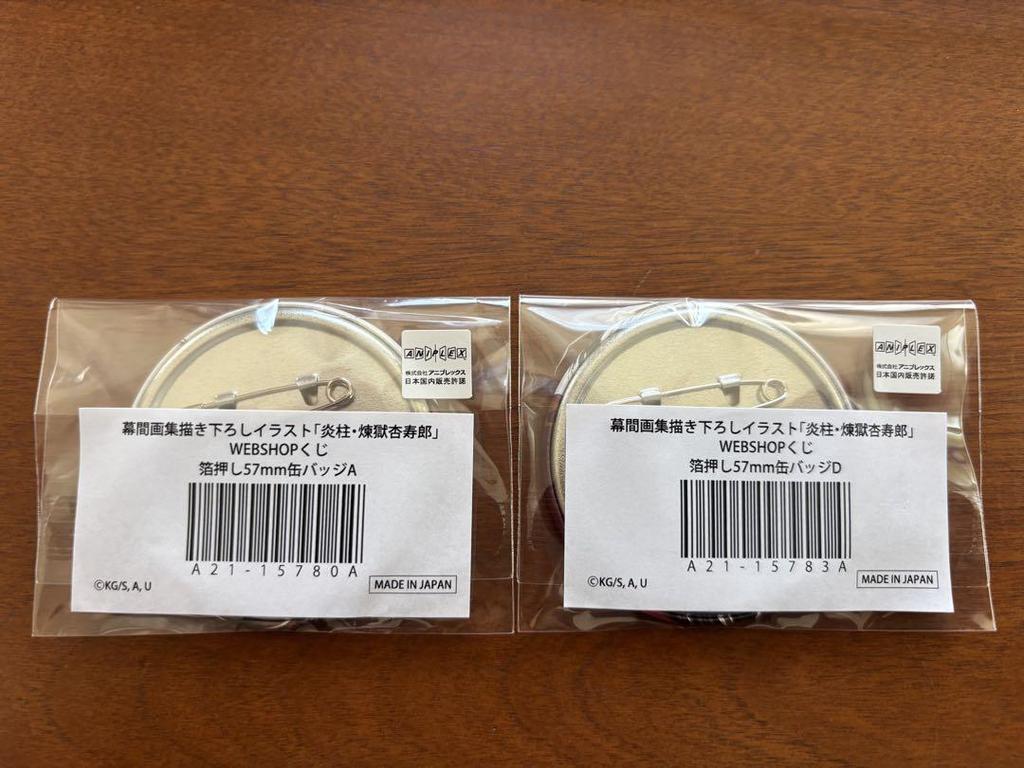 ANIPLEX
株式会社アニプレックス
日本国内販売許諾
幕間画集描き下ろしイラスト「炎柱・煉獄杏寿郎」
WEBSHOPくじ
箔押し57mm缶バッジA
A21-15780A
©KG/S, A, U
MADE IN JAPAN
ANIPLEX
株式会社アニプレックス
日本国内販売許諾
幕間画集描き下ろしイラスト「炎柱・煉獄杏寿郎」
WEBSHOPくじ
箔押し57mm缶バッジD
A21-15783A
©KG/S, A, U
MADE IN JAPAN